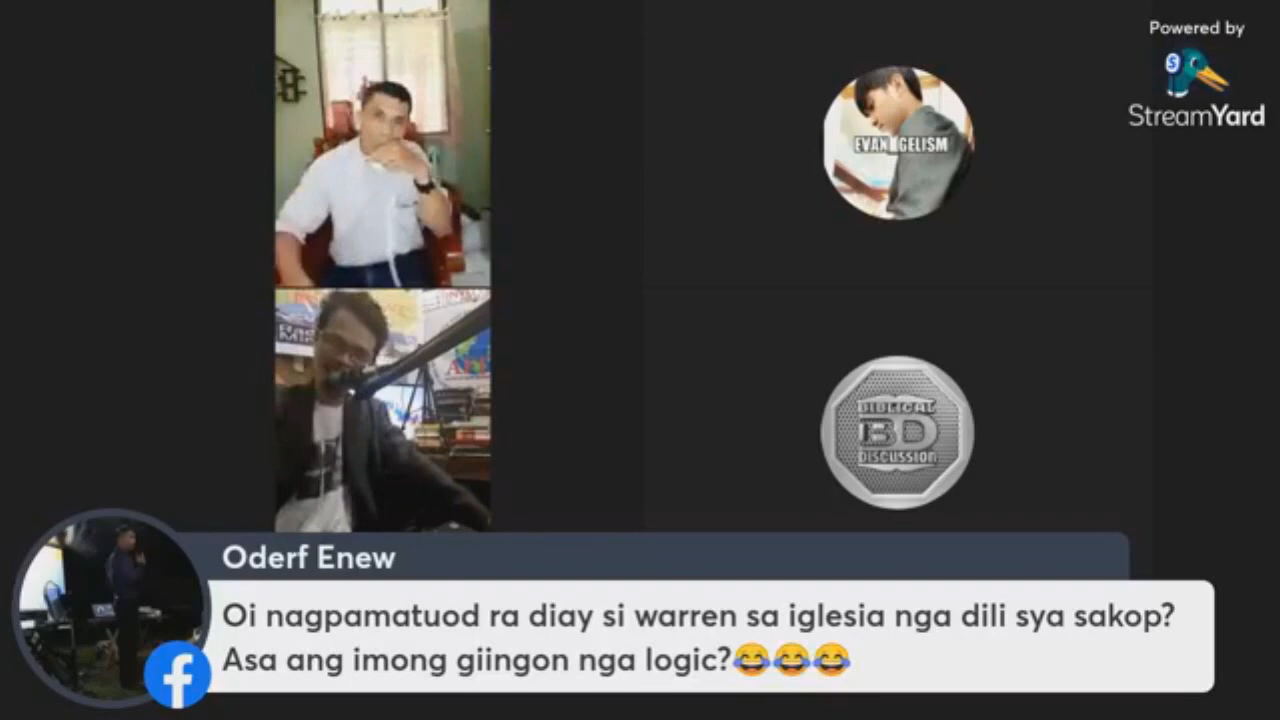 Powered by
StreamYard
EVANGELISM
BIBLICAL
BD
DISCUSSION
Oderf Enew
Oi nagpamatuod ra diay si warren sa iglesia nga dili sya sakop?
Asa ang imong giingon nga logic?😂😂😂